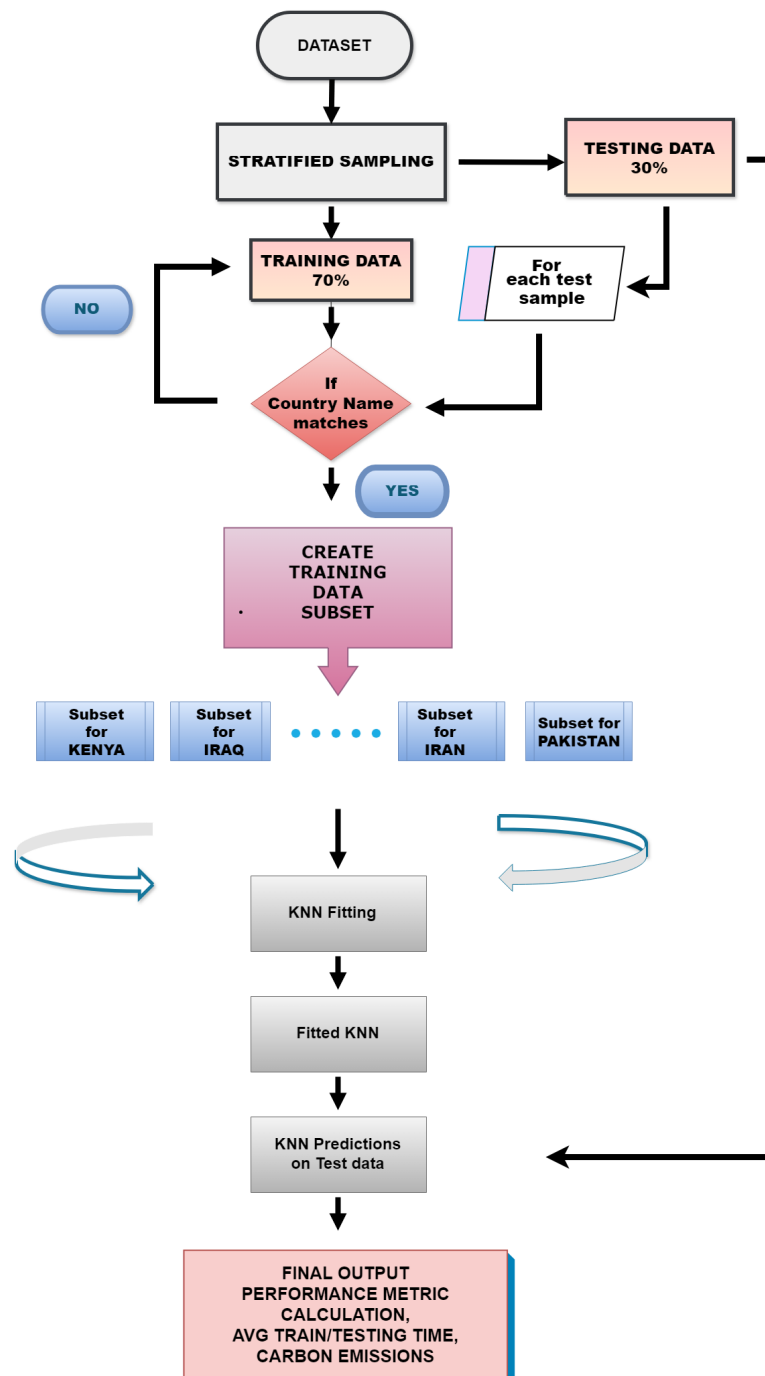 DATASET
STRATIFIED SAMPLING
TESTING DATA
30%
TRAINING DATA
70%
For
each test
sample
NO
If
Country Name
matches
YES
CREATE
TRAINING
DATA
SUBSET
Subset
for
KENYA
Subset
for
IRAQ
Subset
for
IRAN
Subset for
PAKISTAN
KNN Fitting
Fitted KNN
KNN Predictions
on Test data
FINAL OUTPUT
PERFORMANCE METRIC
CALCULATION,
AVG TRAIN/TESTING TIME,
CARBON EMISSIONS